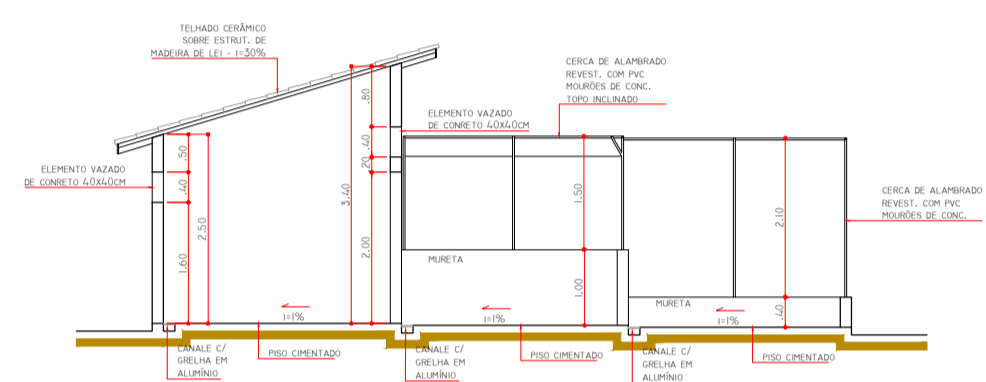 TELHADO CERÂMICO
SOBRE ESTRUT. DE
MADEIRA DE LEI - I=30%
CERCA DE ALAMBRADO
REVEST. COM PVC
MOURÕES DE CONC.
TOPO INCLINADO
ELEMENTO VAZADO
DE CONRETO 40X40CM
ELEMENTO VAZADO
DE CONRETO 40X40CM
CERCA DE ALAMBRADO
REVEST. COM PVC
MOURÕES DE CONC.
.50
.40
1.60
2.50
3.40
.80
.40
.20
2.00
1.50
1.00
2.10
.40
MURETA
MURETA
I=1%
I=1%
I=1%
CANALE C/
GRELHA EM
ALUMÍNIO
PISO CIMENTADO
CANALE C/
GRELHA EM
ALUMÍNIO
PISO CIMENTADO
CANALE C/
GRELHA EM
ALUMÍNIO
PISO CIMENTADO